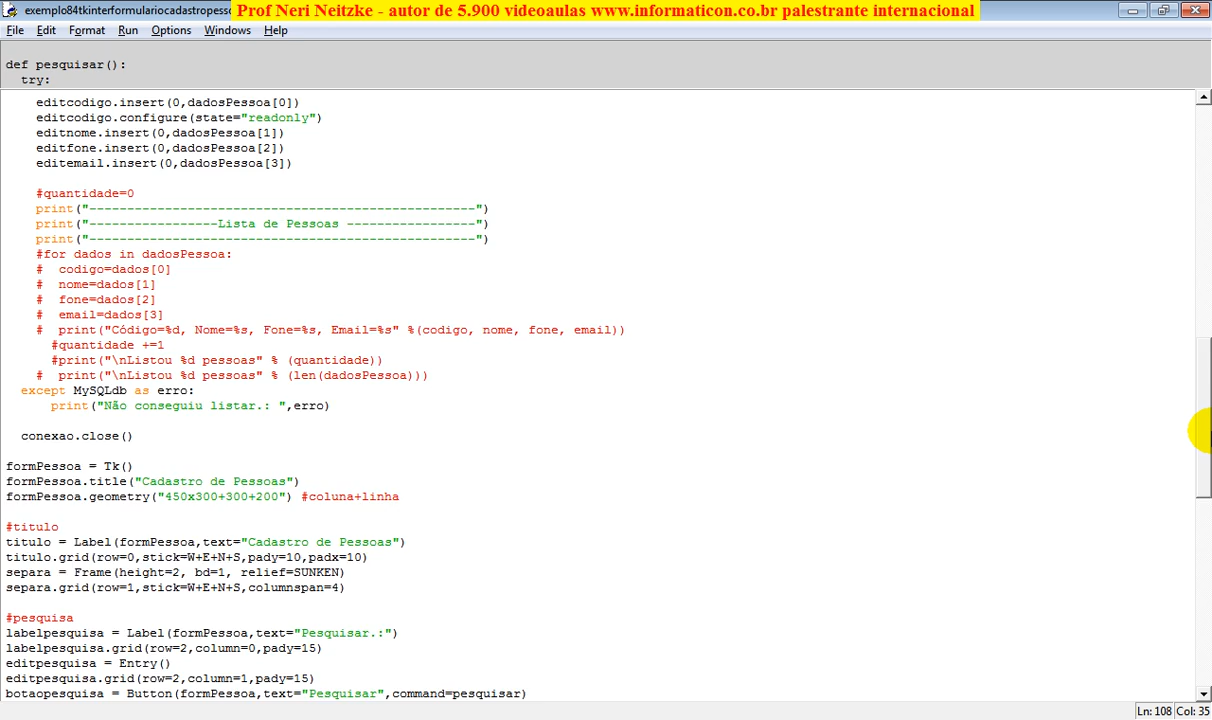 exemplo84tkinterformulariocadastropesso
Prof Neri Neitzke - autor de 5.900 videoaulas www.informaticon.co.br palestrante internacional
File Edit Format Run Options Windows Help
def pesquisar():
try:
editcodigo.insert(0,dadosPessoa[0])
editcodigo.configure(state="readonly")
editnome.insert(0,dadosPessoa[1])
editfone.insert(0,dadosPessoa[2])
editemail.insert(0,dadosPessoa[3])
#quantidade=0
print("---------------------------------------------------")
print("-----------------Lista de Pessoas -----------------")
print("---------------------------------------------------")
#for dados in dadosPessoa:
#  codigo=dados[0]
#  nome=dados[1]
#  fone=dados[2]
#  email=dados[3]
#  print("Código=%d, Nome=%s, Fone=%s, Email=%s" %(codigo, nome, fone, email))
#quantidade +=1
#print("\nListou %d pessoas" % (quantidade))
#  print("\nListou %d pessoas" % (len(dadosPessoa)))
except MySQLdb as erro:
print("Não conseguiu listar.: ",erro)
conexao.close()
formPessoa = Tk()
formPessoa.title("Cadastro de Pessoas")
formPessoa.geometry("450x300+300+200") #coluna+linha
#titulo
titulo = Label(formPessoa,text="Cadastro de Pessoas")
titulo.grid(row=0,stick=W+E+N+S,pady=10,padx=10)
separa = Frame(height=2, bd=1, relief=SUNKEN)
separa.grid(row=1,stick=W+E+N+S,columnspan=4)
#pesquisa
labelpesquisa = Label(formPessoa,text="Pesquisar.:")
labelpesquisa.grid(row=2,column=0,pady=15)
editpesquisa = Entry()
editpesquisa.grid(row=2,column=1,pady=15)
botaopesquisa = Button(formPessoa,text="Pesquisar",command=pesquisar)
Ln: 108 Col: 35